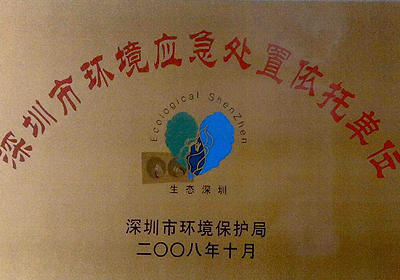 深圳市环境应急处置依托单位
Ecological ShenZhen
生态深圳
深圳市环境保护局
二〇〇八年十月